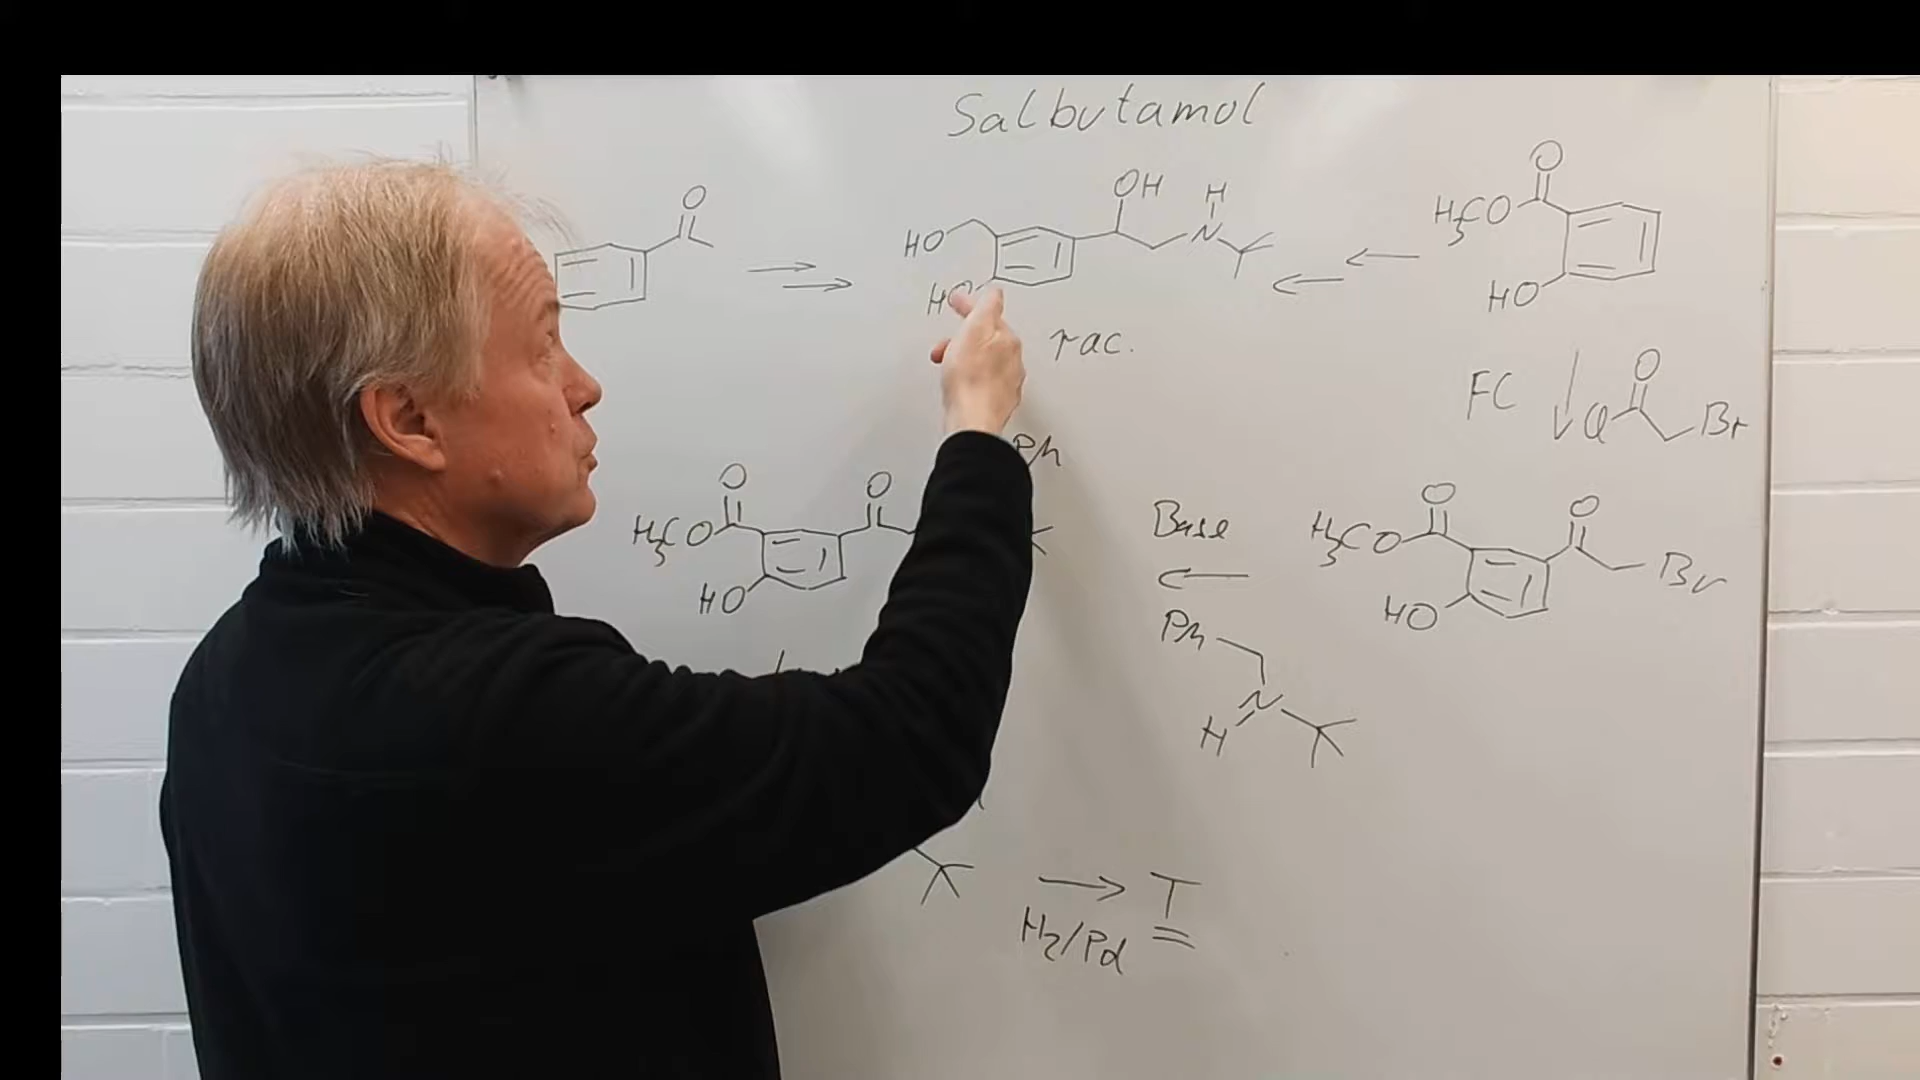 Salbutamol
O
OH
H
HO
N
HO
rac.
O
H3CO
HO
FC
O
Cl
Br
O
O
H3CO
Br
HO
Base
Ph
N
H
Ph
O
O
H3CO
HO
H2/Pd
T